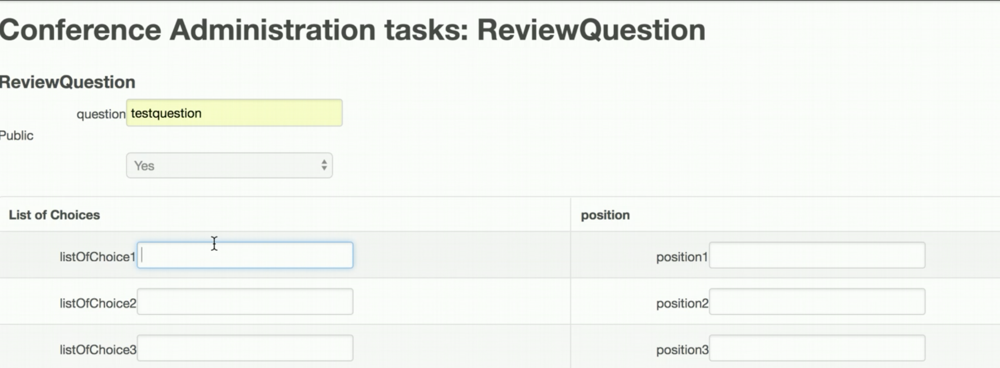 Conference Administration tasks: ReviewQuestion
ReviewQuestion
question testquestion
Public
Yes
List of Choices position
listOfChoice1 position1
listOfChoice2 position2
listOfChoice3 position3